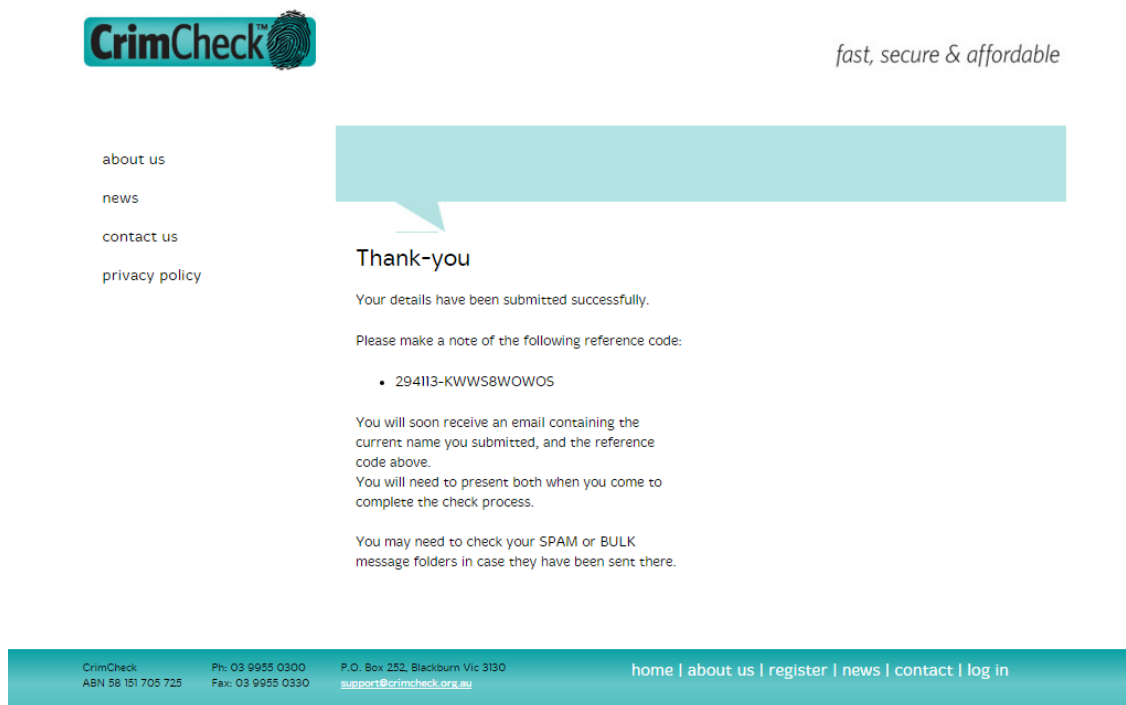 CrimCheck™
fast, secure & affordable
about us
news
contact us
privacy policy
Thank-you
Your details have been submitted successfully.
Please make a note of the following reference code:
• 294113-KWWS8WOWOS
You will soon receive an email containing the
current name you submitted, and the reference
code above.
You will need to present both when you come to
complete the check process.
You may need to check your SPAM or BULK
message folders in case they have been sent there.
CrimCheck
ABN 58 151 705 725
Ph: 03 9955 0300
Fax: 03 9955 0330
P.O. Box 252, Blackburn Vic 3130
support@crimcheck.org.au
home | about us | register | news | contact | log in